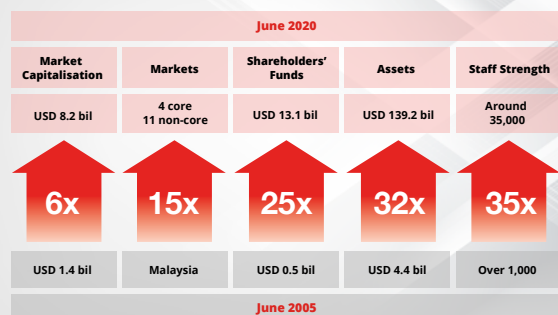 June 2020
Market
Capitalisation
Markets
Shareholders'
Funds
Assets
Staff Strength
USD 8.2 bil
4 core
11 non-core
USD 13.1 bil
USD 139.2 bil
Around
35,000
6x
15x
25x
32x
35x
USD 1.4 bil
Malaysia
USD 0.5 bil
USD 4.4 bil
Over 1,000
June 2005